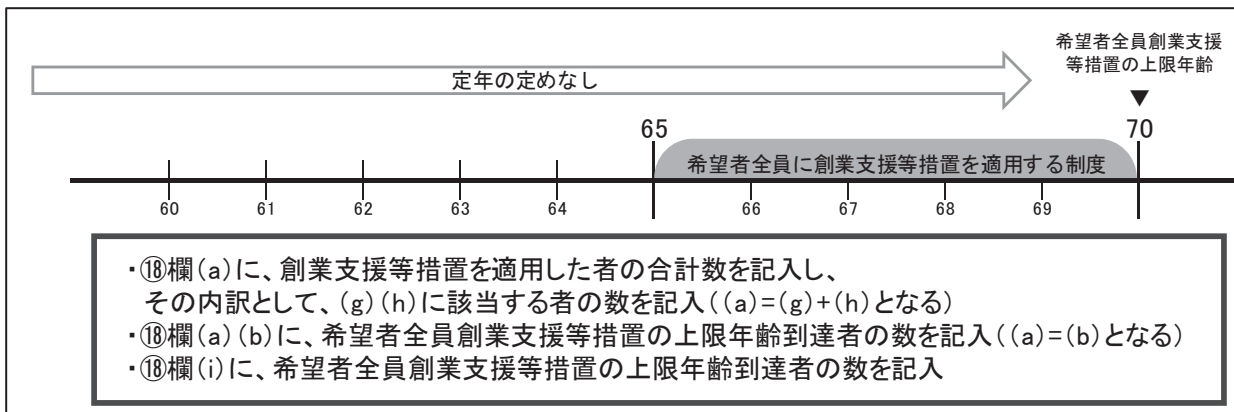 希望者全員創業支援
等措置の上限年齢
▼
定年の定めなし
65
70
希望者全員に創業支援等措置を適用する制度
60 61 62 63 64 66 67 68 69
・⑱欄(a)に、創業支援等措置を適用した者の合計数を記入し、
その内訳として、(g)(h)に該当する者の数を記入((a)=(g)+(h)となる)
・⑱欄(a)(b)に、希望者全員創業支援等措置の上限年齢到達者の数を記入((a)=(b)となる)
・⑱欄(i)に、希望者全員創業支援等措置の上限年齢到達者の数を記入